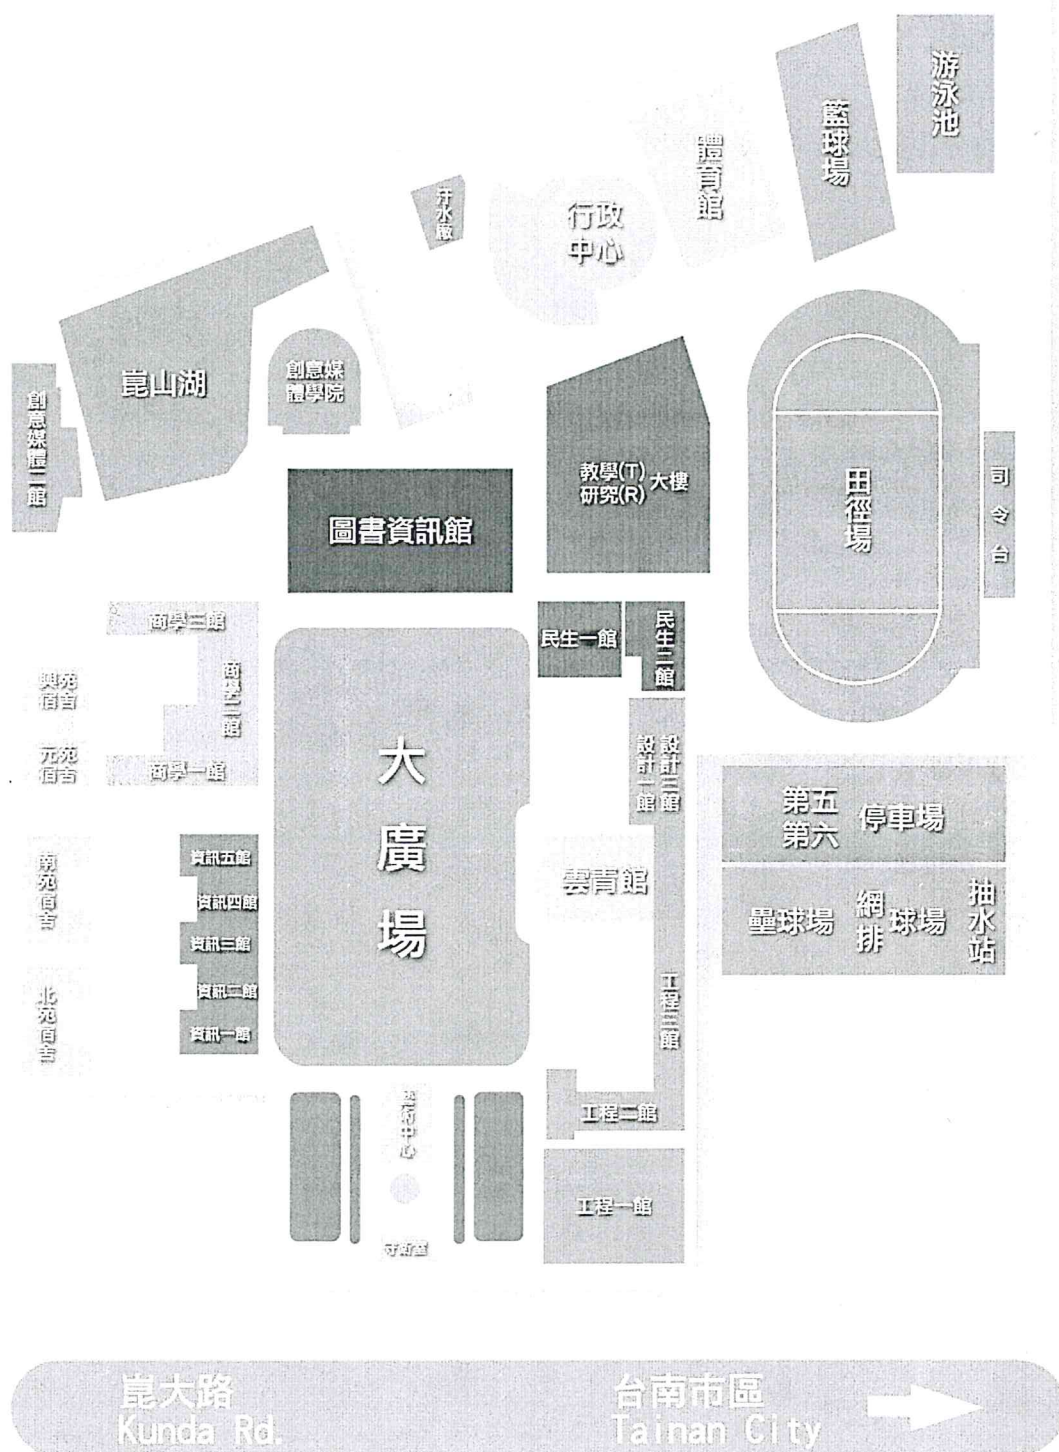 游泳池
籃球場
體育館
行政
中心
汙水廠
崑山湖
創意媒
體學院
創意媒體二館
教學(T)
研究(R)
大樓
田徑場
司令台
圖書資訊館
商學三館
商學二館
商學一館
興苑
宿舍
元苑
宿舍
民生一館
民生二館
設計一館
設計三館
大廣場
雲青館
第五
第六
停車場
壘球場
網排
球場
抽水站
南苑宿舍
北苑宿舍
資訊五館
資訊四館
資訊三館
資訊二館
資訊一館
工程三館
工程二館
工程一館
藝術中心
守衛室
崑大路
Kunda Rd.
台南市區
Tainan City